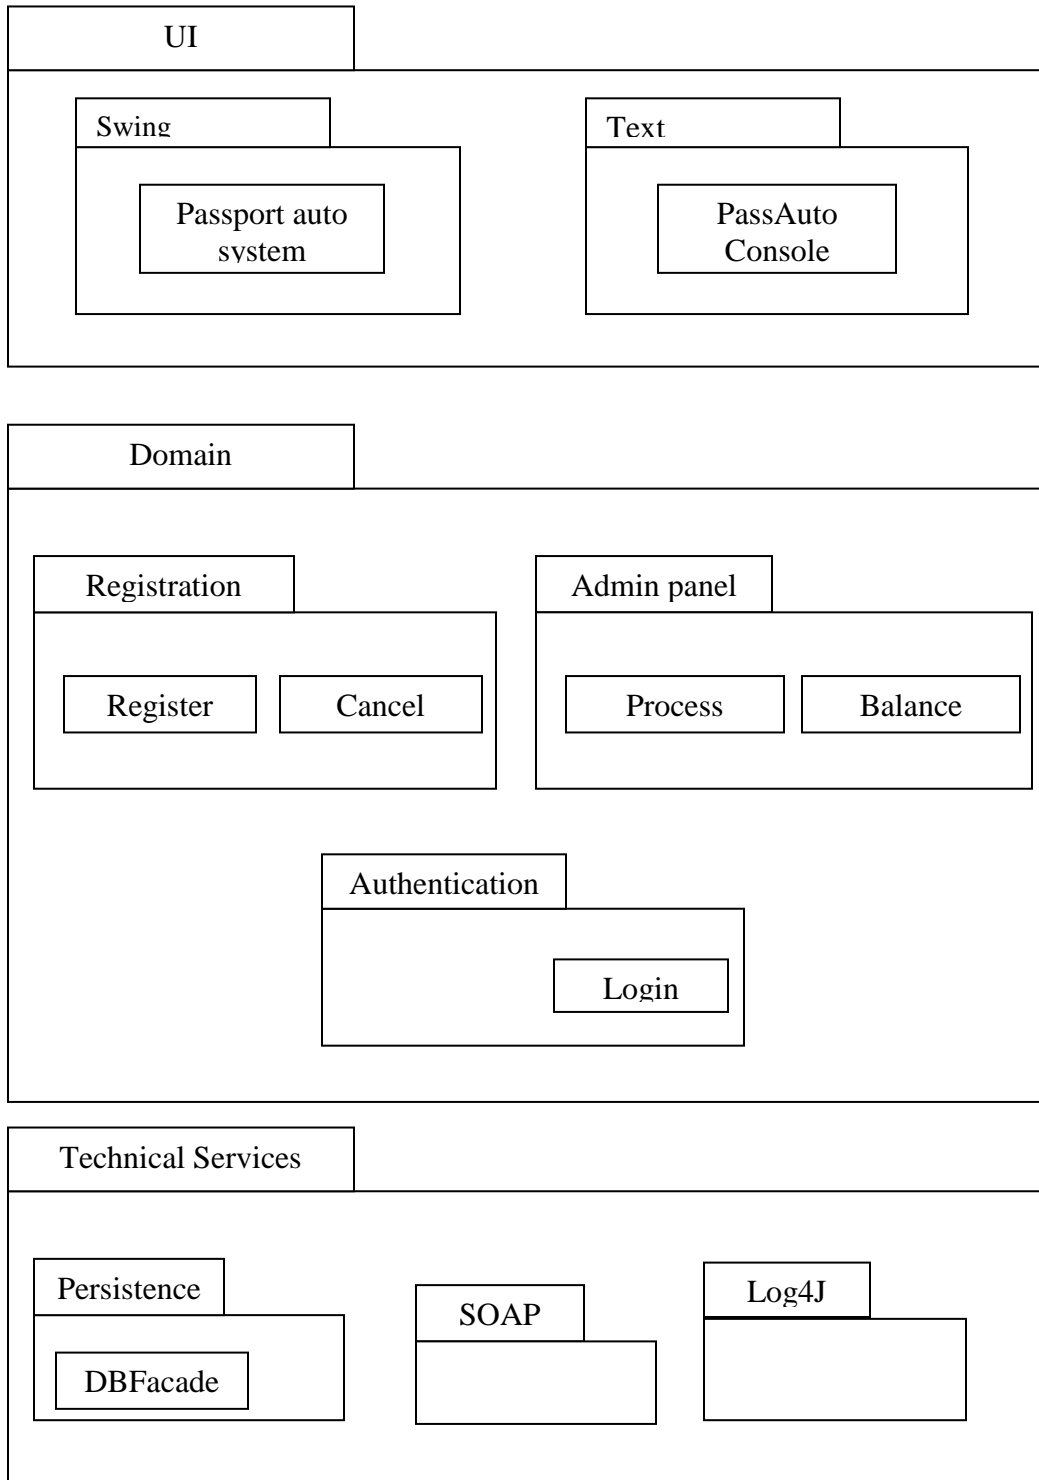 UI
Swing
Text
Passport auto
system
PassAuto
Console
Domain
Registration
Admin panel
Register
Cancel
Process
Balance
Authentication
Login
Technical Services
Persistence
SOAP
Log4J
DBFacade